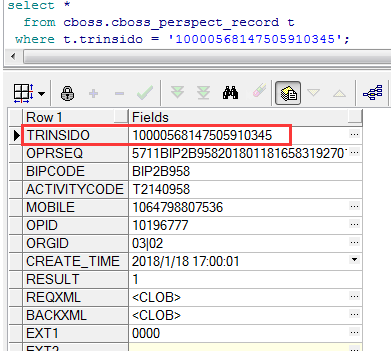 select *
from cboss.cboss_perspect_record t
where t.trinsido = '10000568147505910345';
Row 1 Fields
TRINSIDO 10000568147505910345
OPRSEQ 5711BIP2B958201801181658319270
BIPCODE BIP2B958
ACTIVITYCODE T2140958
MOBILE 1064798807536
OPID 10196777
ORGID 03|02
CREATE_TIME 2018/1/18 17:00:01
RESULT 1
REQXML <CLOB>
BACKXML <CLOB>
EXT1 0000
EXT2